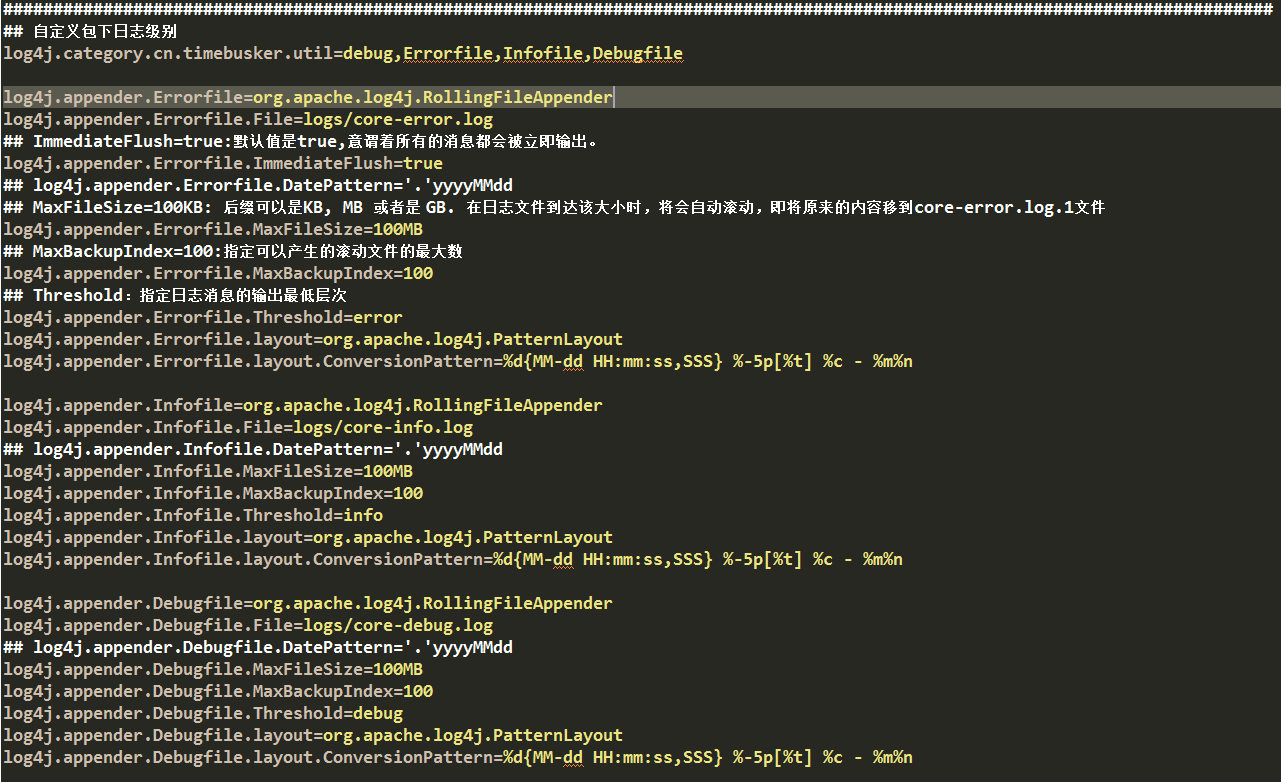 ###############################################################################################################################
## 自定义包下日志级别
log4j.category.cn.timebusker.util=debug,Errorfile,Infofile,Debugfile
log4j.appender.Errorfile=org.apache.log4j.RollingFileAppender
log4j.appender.Errorfile.File=logs/core-error.log
## ImmediateFlush=true:默认值是true,意谓着所有的消息都会被立即输出。
log4j.appender.Errorfile.ImmediateFlush=true
## log4j.appender.Errorfile.DatePattern='.'yyyyMMdd
## MaxFileSize=100KB: 后缀可以是KB, MB 或者是 GB. 在日志文件到达该大小时，将会自动滚动，即将原来的内容移到core-error.log.1文件
log4j.appender.Errorfile.MaxFileSize=100MB
## MaxBackupIndex=100:指定可以产生的滚动文件的最大数
log4j.appender.Errorfile.MaxBackupIndex=100
## Threshold：指定日志消息的输出最低层次
log4j.appender.Errorfile.Threshold=error
log4j.appender.Errorfile.layout=org.apache.log4j.PatternLayout
log4j.appender.Errorfile.layout.ConversionPattern=%d{MM-dd HH:mm:ss,SSS} %-5p[%t] %c - %m%n
log4j.appender.Infofile=org.apache.log4j.RollingFileAppender
log4j.appender.Infofile.File=logs/core-info.log
## log4j.appender.Infofile.DatePattern='.'yyyyMMdd
log4j.appender.Infofile.MaxFileSize=100MB
log4j.appender.Infofile.MaxBackupIndex=100
log4j.appender.Infofile.Threshold=info
log4j.appender.Infofile.layout=org.apache.log4j.PatternLayout
log4j.appender.Infofile.layout.ConversionPattern=%d{MM-dd HH:mm:ss,SSS} %-5p[%t] %c - %m%n
log4j.appender.Debugfile=org.apache.log4j.RollingFileAppender
log4j.appender.Debugfile.File=logs/core-debug.log
## log4j.appender.Debugfile.DatePattern='.'yyyyMMdd
log4j.appender.Debugfile.MaxFileSize=100MB
log4j.appender.Debugfile.MaxBackupIndex=100
log4j.appender.Debugfile.Threshold=debug
log4j.appender.Debugfile.layout=org.apache.log4j.PatternLayout
log4j.appender.Debugfile.layout.ConversionPattern=%d{MM-dd HH:mm:ss,SSS} %-5p[%t] %c - %m%n